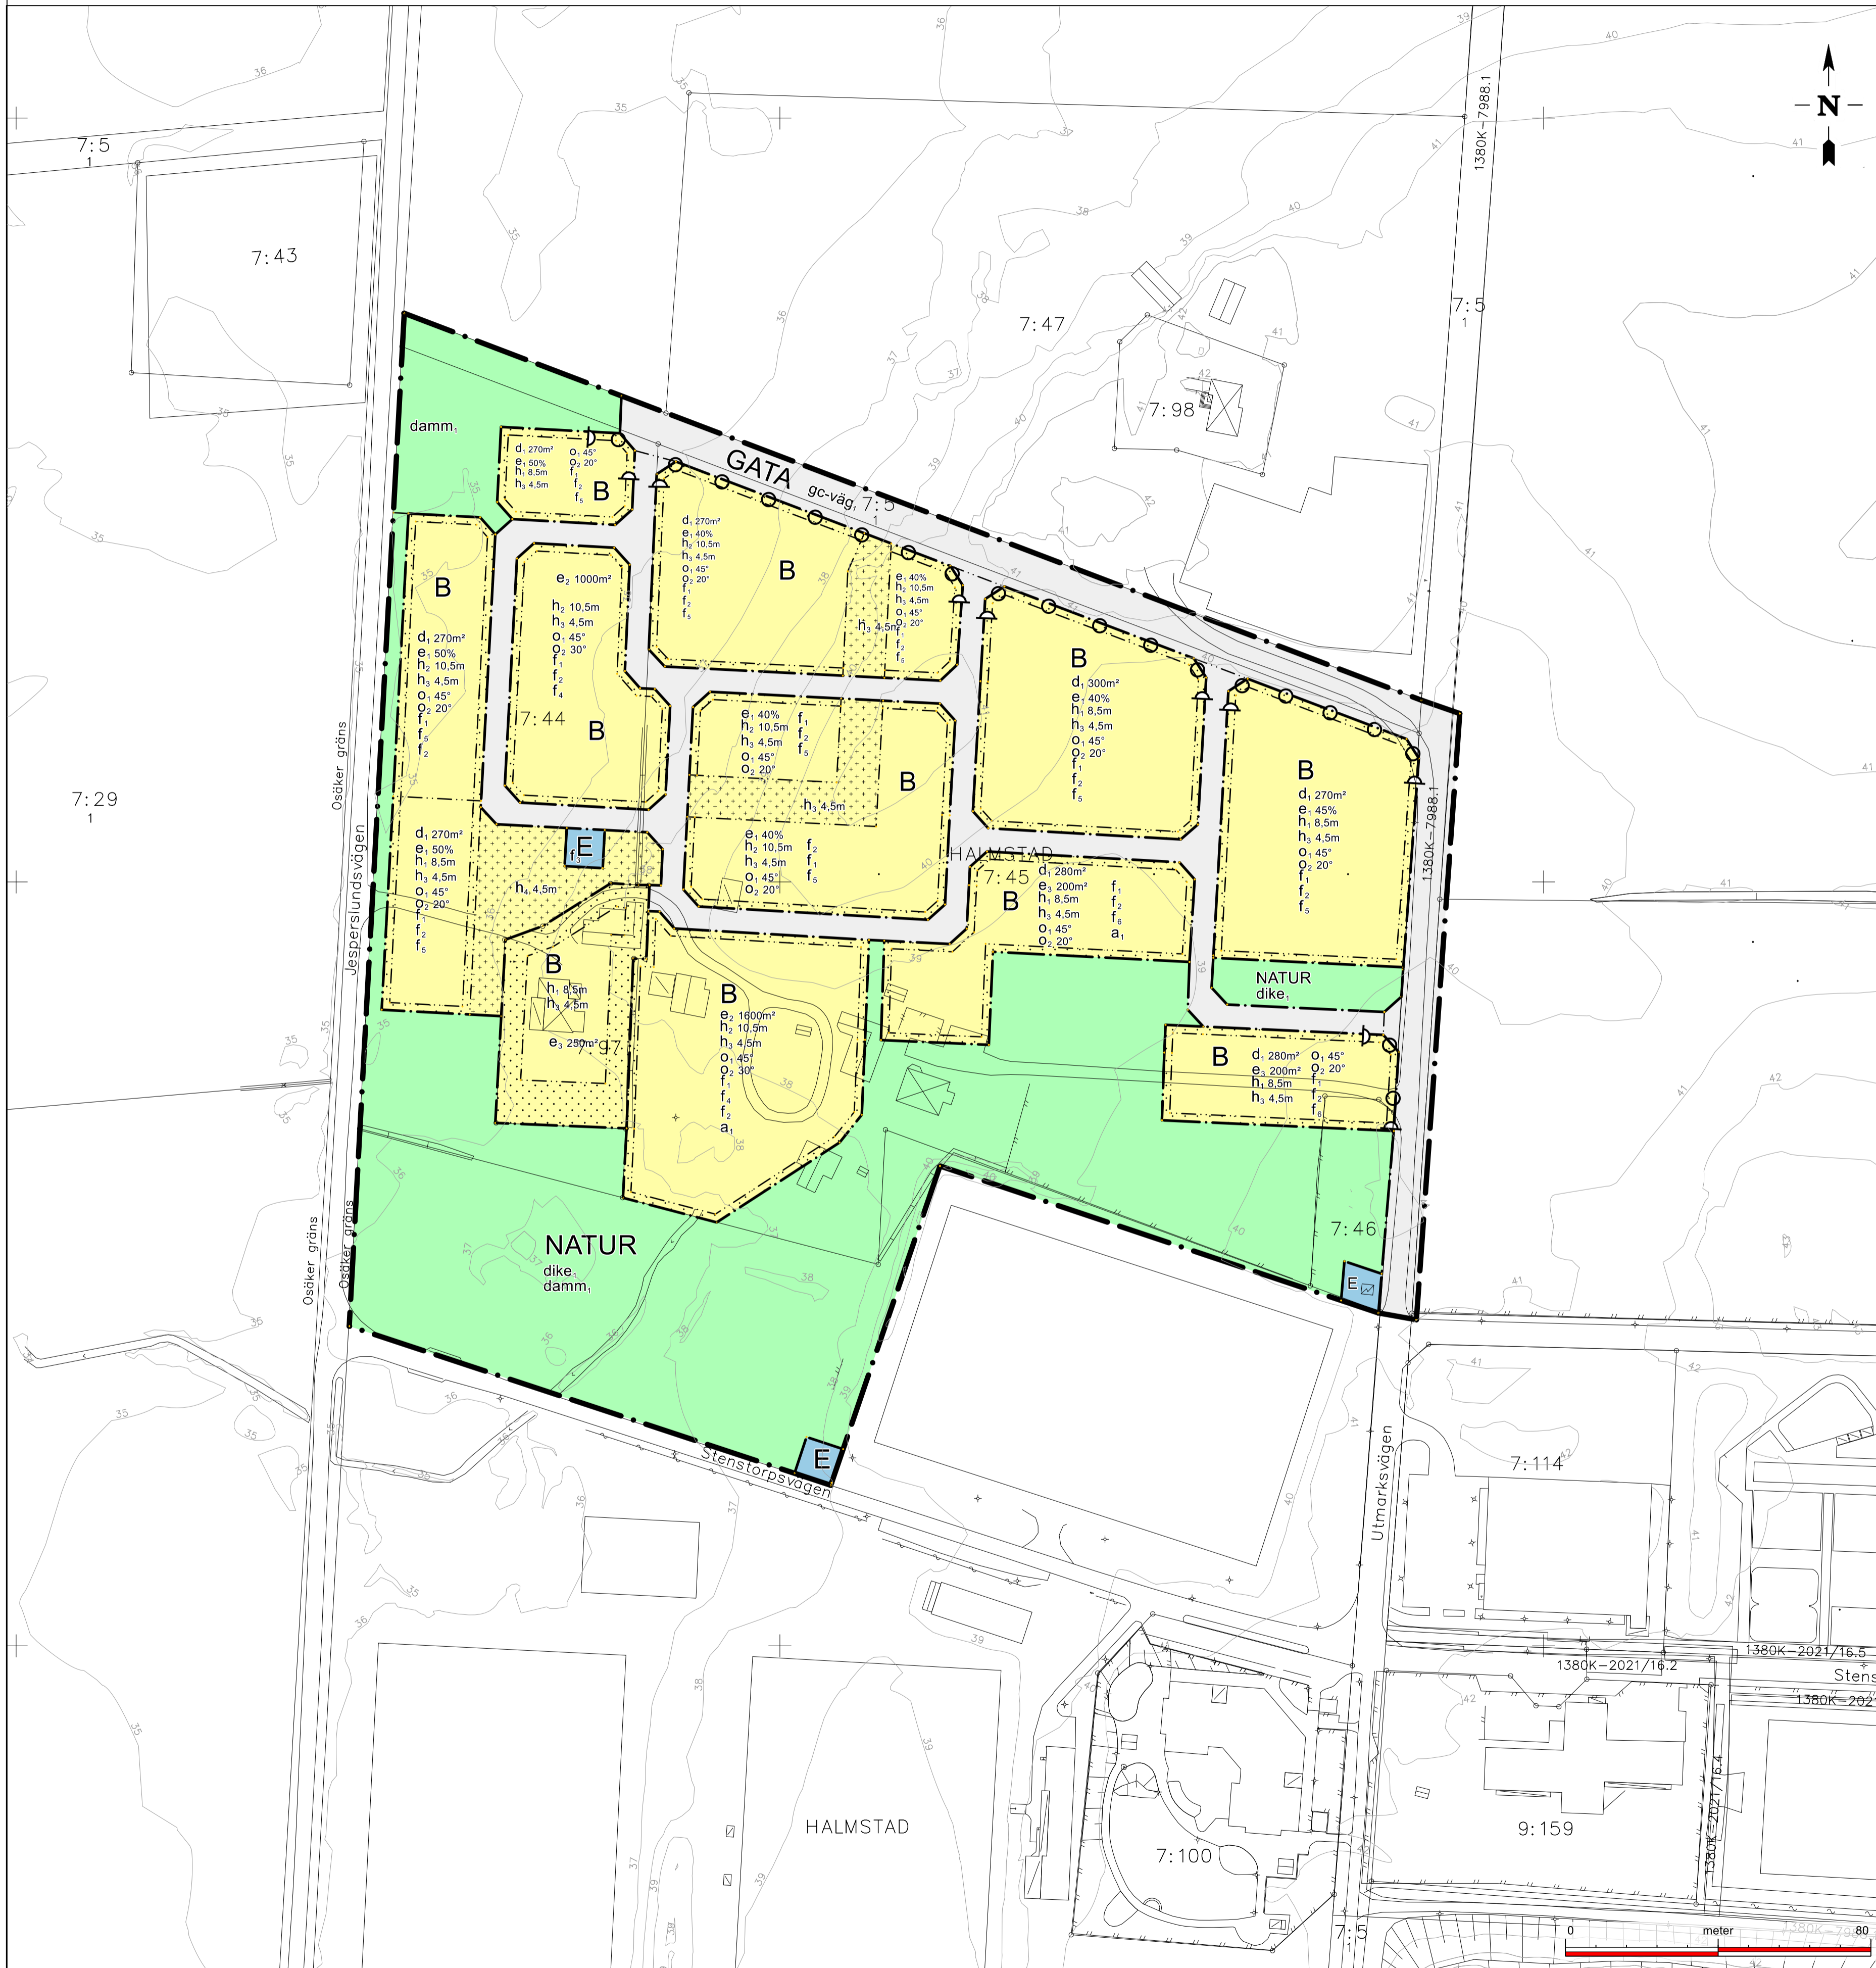 N
7:5
1
7:43
1380K-7988.1
7:47
7:5
1
7:98
damm₁
GATA
gc-väg₁
7:5
1
d₁ 270m²
e₁ 50%
h₁ 8,5m
h₃ 4,5m
o₁ 45°
o₂ 20°
f₁
f₂
f₅
B
B
d₁ 270m²
e₁ 50%
h₂ 10,5m
h₃ 4,5m
o₁ 45°
o₂ 20°
f₁
f₅
f₂
e₂ 1000m²
h₂ 10,5m
h₃ 4,5m
o₁ 45°
o₂ 30°
f₁
f₂
f₄
7:44
B
d₁ 270m²
e₁ 40%
h₂ 10,5m
h₃ 4,5m
o₁ 45°
o₂ 20°
f₁
f₂
f₅
B
h₃ 4,5m
e₁ 40%
h₂ 10,5m
h₃ 4,5m
o₁ 45°
o₂ 20°
f₁
f₂
f₅
B
d₁ 300m²
e₁ 40%
h₁ 8,5m
h₃ 4,5m
o₁ 45°
o₂ 20°
f₁
f₂
f₅
B
d₁ 270m²
e₁ 45%
h₁ 8,5m
h₃ 4,5m
o₁ 45°
o₂ 20°
f₁
f₂
f₅
e₁ 40%
h₂ 10,5m
h₃ 4,5m
o₁ 45°
o₂ 20°
f₁
f₂
f₅
B
h₃ 4,5m
e₁ 40%
h₂ 10,5m
h₃ 4,5m
o₁ 45°
o₂ 20°
f₂
f₁
f₅
Osäker gräns
7:29
1
Jesperslundsvägen
d₁ 270m²
e₁ 50%
h₁ 8,5m
h₃ 4,5m
o₁ 45°
o₂ 20°
f₁
f₂
f₅
E
f₃
h₄ 4,5m
HALMSTAD
7:45
B
d₁ 280m²
e₃ 200m²
h₁ 8,5m
h₃ 4,5m
o₁ 45°
o₂ 20°
f₁
f₂
f₆
a₁
1380K-7988.1
B
h₁ 8,5m
h₃ 4,5m
e₃ 250m²
7:97
B
e₂ 1600m²
h₂ 10,5m
h₃ 4,5m
o₁ 45°
o₂ 30°
f₁
f₄
f₂
a₁
NATUR
dike₁
B
d₁ 280m²
e₃ 200m²
h₁ 8,5m
h₃ 4,5m
o₁ 45°
o₂ 20°
f₁
f₂
f₆
Osäker gräns
Osäker gräns
NATUR
dike₁
damm₁
7:46
E
E
Stenstorpsvägen
Utmarksvägen
7:114
1380K-2021/16.5
1380K-2021/16.2
Stens
1380K-202
1380K-2021/16.4
HALMSTAD
7:100
9:159
7:5
1
0 meter 80